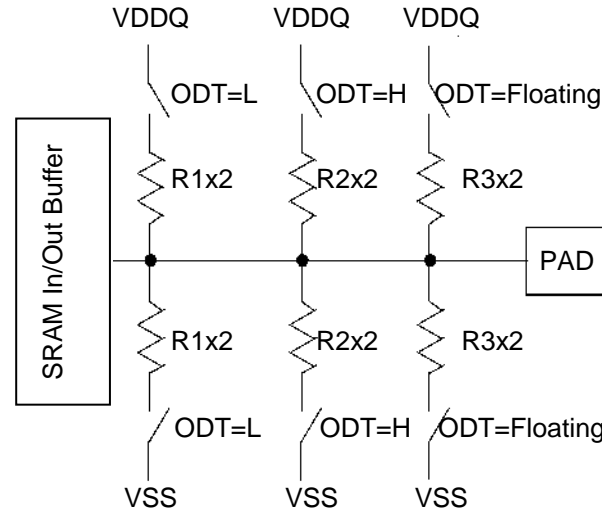 VDDQ VDDQ VDDQ
ODT=L ODT=H ODT=Floating
R1x2 R2x2 R3x2
SRAM In/Out Buffer
PAD
R1x2 R2x2 R3x2
ODT=L ODT=H ODT=Floating
VSS VSS VSS